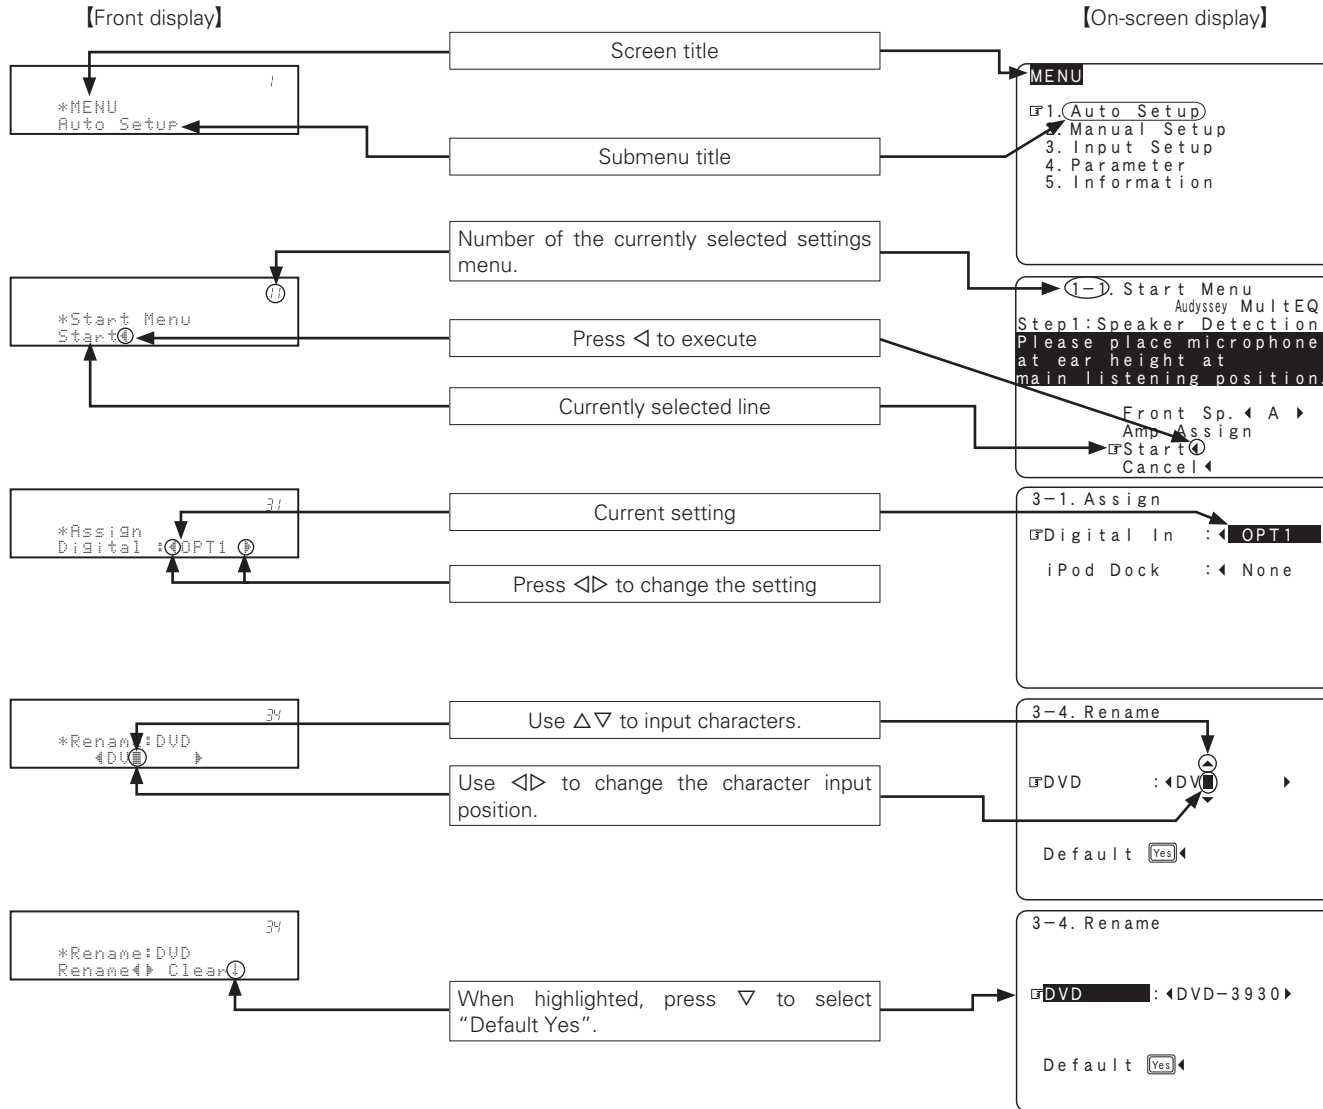 【Front display】
【On-screen display】
Screen title
1
*MENU
Auto Setup
MENU
☞1. Auto Setup
2. Manual Setup
3. Input Setup
4. Parameter
5. Information
Submenu title
Number of the currently selected settings
menu.
11
*Start Menu
Start◀
1-1. Start Menu
Audyssey MultEQ
Step1:Speaker Detection
Please place microphone
at ear height at
main listening position.
Front Sp.◀ A ▶
Amp Assign
☞Start◀
Cancel◀
Press ◁ to execute
Currently selected line
31
*Assign
Digital :◀OPT1 ▶
Current setting
Press ◁▷ to change the setting
3-1. Assign
☞Digital In :◀ OPT1
iPod Dock :◀ None
34
*Rename:DVD
◀DV■ ▶
Use △▽ to input characters.
Use ◁▷ to change the character input
position.
3-4. Rename
▲
☞DVD :◀DV■ ▶
▼
Default Yes◀
34
*Rename:DVD
Rename◀▶ Clear↓
When highlighted, press ▽ to select
“Default Yes”.
3-4. Rename
☞DVD :◀DVD-3930▶
Default Yes◀